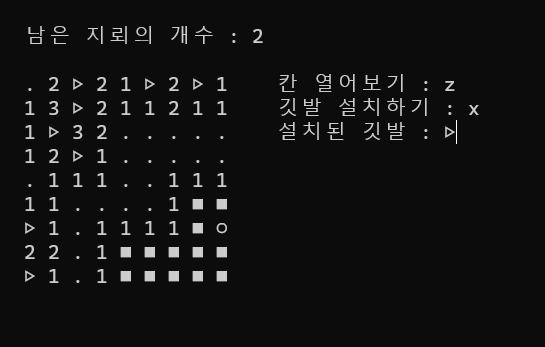 남은 지뢰의 개수 : 2
. 2 ▷ 2 1 ▷ 2 ▷ 1 칸 열어보기 : z
1 3 ▷ 2 1 1 2 1 1 깃발 설치하기 : x
1 ▷ 3 2 . . . . . 설치된 깃발 : ▷
1 2 ▷ 1 . . . . .
. 1 1 1 . . 1 1 1
1 1 . . . . 1 ■ ■
▷ 1 . 1 1 1 1 ■ ○
2 2 . 1 ■ ■ ■ ■ ■
▷ 1 . 1 ■ ■ ■ ■ ■